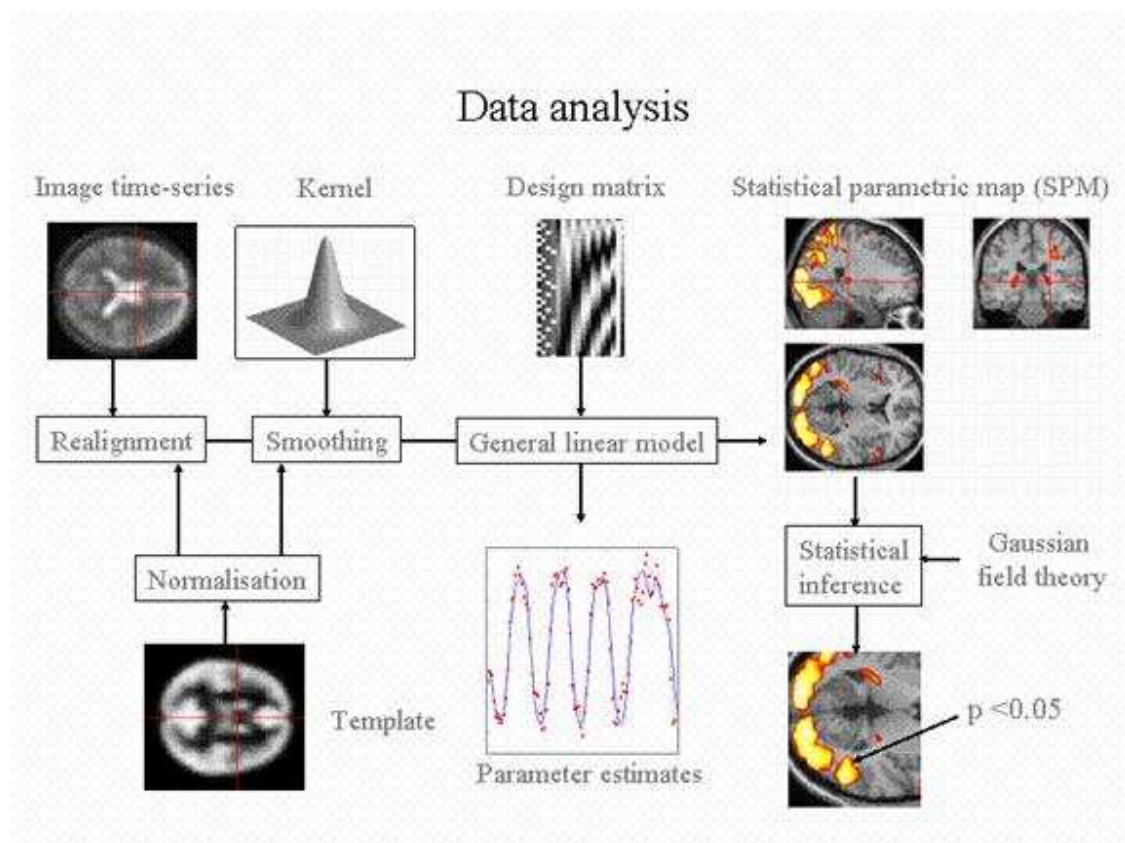 Data analysis
Image time-series
Kernel
Design matrix
Statistical parametric map (SPM)
Realignment
Smoothing
General linear model
Normalisation
Statistical
inference
Gaussian
field theory
Template
Parameter estimates
p <0.05